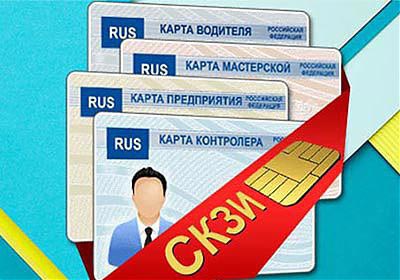 RUS КАРТА ВОДИТЕЛЯ РОССИЙСКАЯ ФЕДЕРАЦИЯ
КАРТА МАСТЕРСКОЙ РОССИЙСКАЯ ФЕДЕРАЦИЯ
RUS КАРТА ПРЕДПРИЯТИЯ РОССИЙСКАЯ ФЕДЕРАЦИЯ
RUS КАРТА КОНТРОЛЕРА РОССИЙСКАЯ ФЕДЕРАЦИЯ
СКЗИ